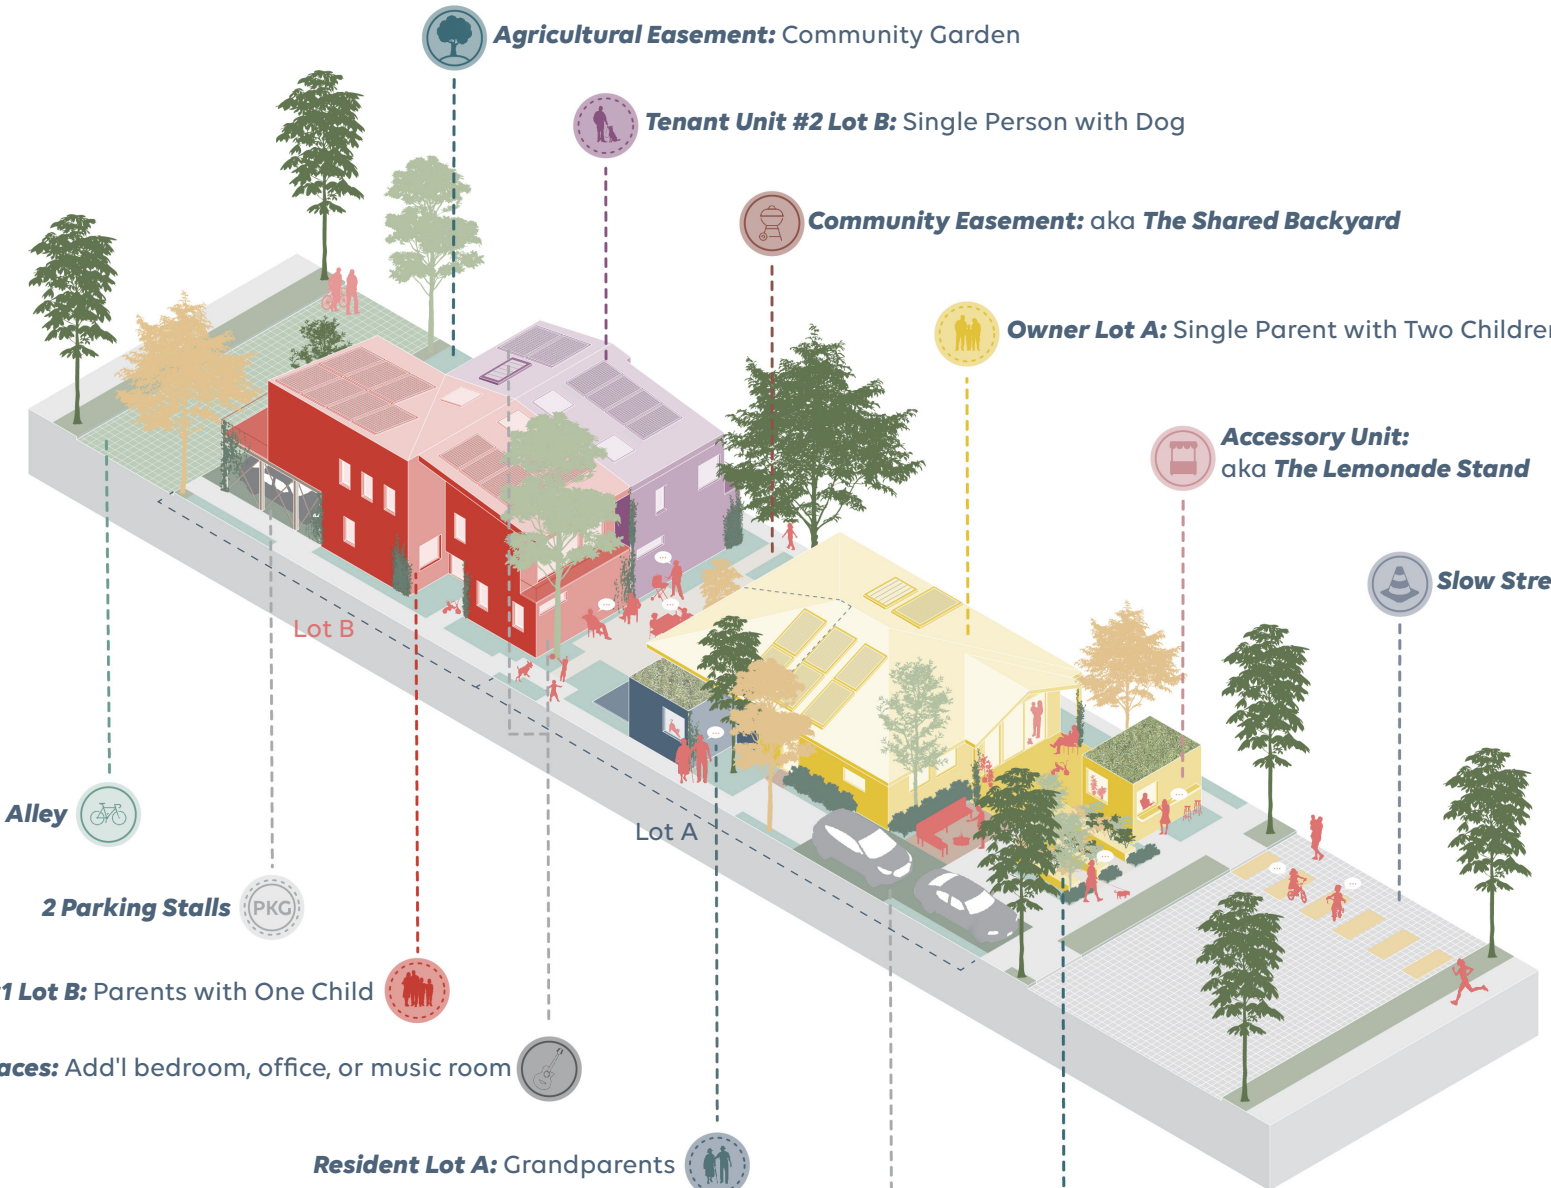 Agricultural Easement: Community Garden
Tenant Unit #2 Lot B: Single Person with Dog
Community Easement: aka The Shared Backyard
Owner Lot A: Single Parent with Two Children
Accessory Unit:
aka The Lemonade Stand
Slow Stre
Lot B
Lot A
Alley
2 Parking Stalls
PKG
1 Lot B: Parents with One Child
aces: Add'l bedroom, office, or music room
Resident Lot A: Grandparents